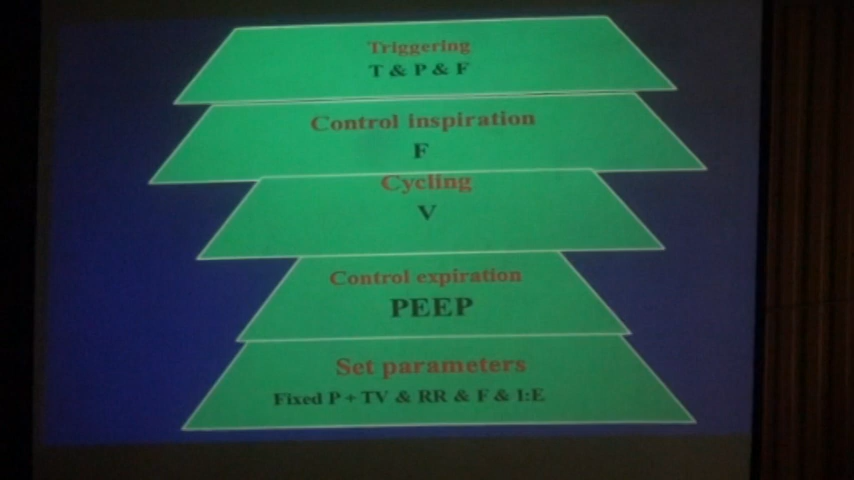 Triggering
T & P & F
Control inspiration
F
Cycling
V
Control expiration
PEEP
Set parameters
Fixed P + TV & RR & F & I:E